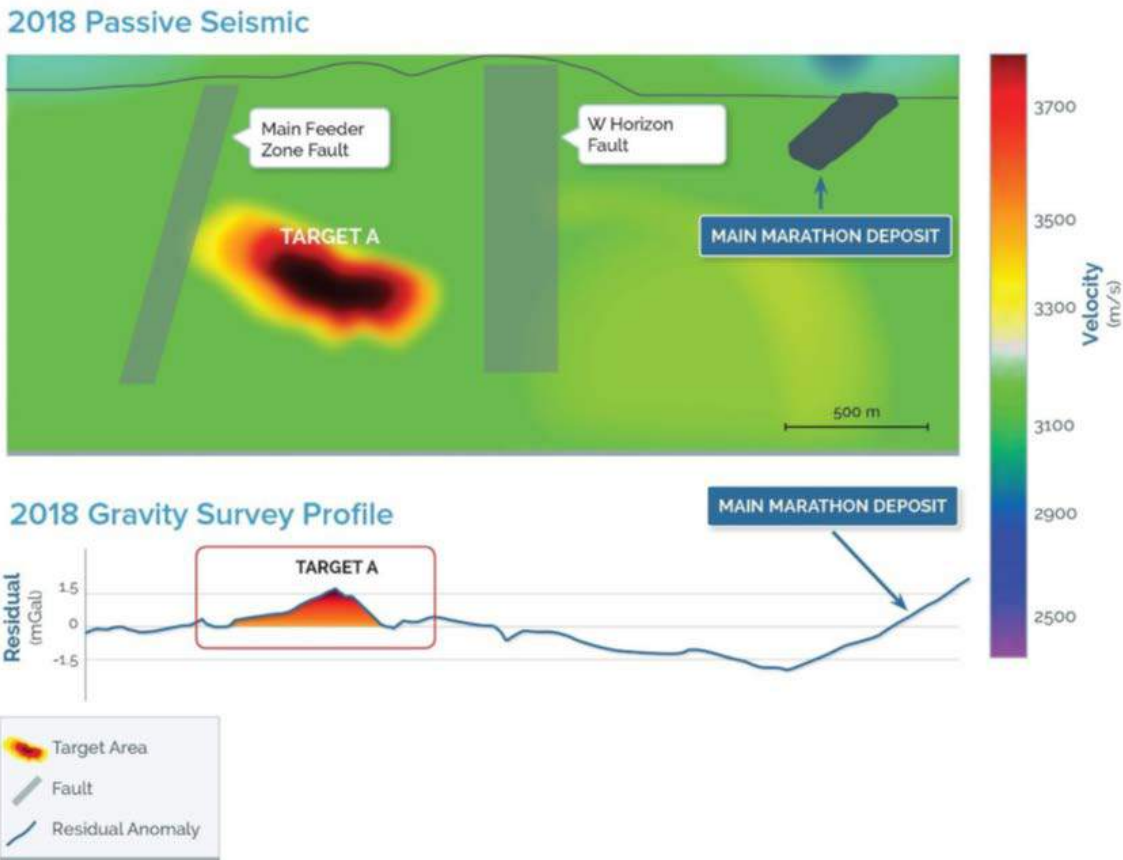 2018 Passive Seismic
Main Feeder
Zone Fault
W Horizon
Fault
TARGET A
MAIN MARATHON DEPOSIT
500 m
3700
3500
3300
3100
2900
2500
Velocity
(m/s)
2018 Gravity Survey Profile
MAIN MARATHON DEPOSIT
TARGET A
Residual
(mGal)
1.5
0
-1.5
Target Area
Fault
Residual Anomaly